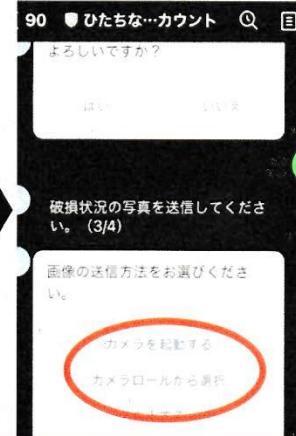 90 ひたちな…カウント
よろしいですか？
はい いいえ
破損状況の写真を送信してくださ
い。（3/4）
画像の送信方法をお選びくださ
い。
カメラを起動する
カメラロールから選択